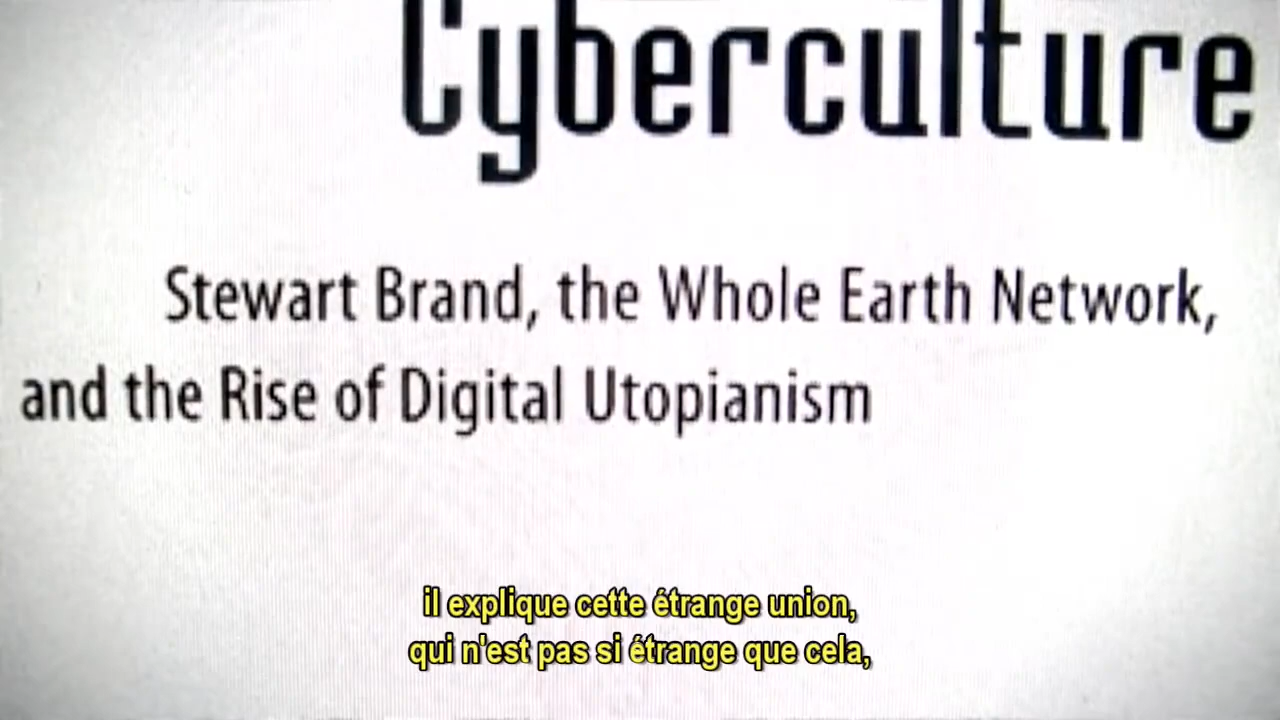 Cyberculture
Stewart Brand, the Whole Earth Network,
and the Rise of Digital Utopianism
il explique cette étrange union,
qui n'est pas si étrange que cela,